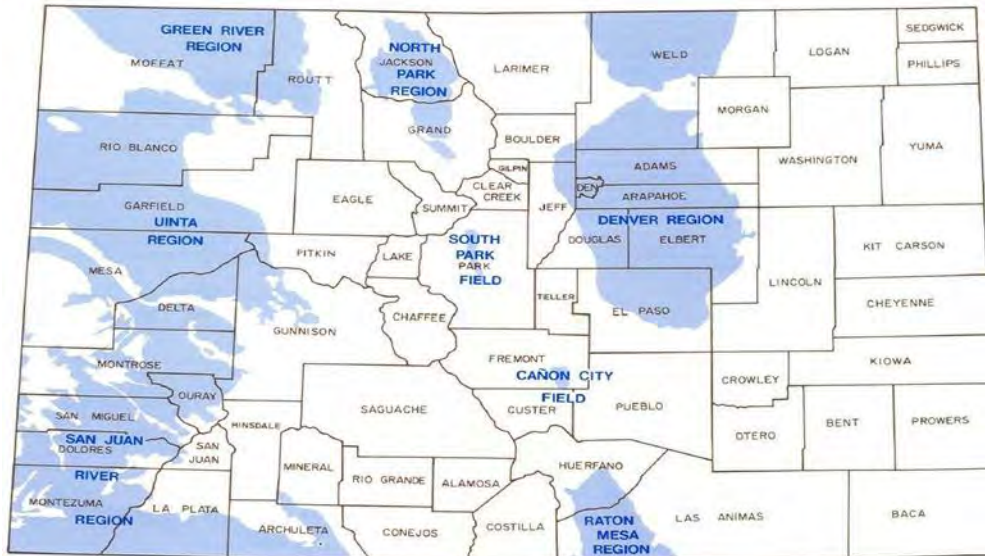 GREEN RIVER
REGION
MOFFAT
ROUTT
NORTH
JACKSON
PARK
REGION
LARIMER
WELD
LOGAN
SEDGWICK
PHILLIPS
MORGAN
GRAND
BOULDER
RIO BLANCO
GILPIN
CLEAR
CREEK
ADAMS
DEN
ARAPAHOE
WASHINGTON
YUMA
GARFIELD
UINTA
REGION
EAGLE
SUMMIT
JEFF
DENVER REGION
DOUGLAS
ELBERT
KIT CARSON
MESA
PITKIN
LAKE
SOUTH
PARK
PARK
FIELD
TELLER
EL PASO
LINCOLN
CHEYENNE
DELTA
GUNNISON
CHAFFEE
MONTROSE
FREMONT
CAÑON CITY
FIELD
CROWLEY
KIOWA
OURAY
SAN MIGUEL
HINSDALE
SAGUACHE
CUSTER
PUEBLO
OTERO
BENT
PROWERS
SAN JUAN
DOLORES
RIVER
REGION
SAN
JUAN
MINERAL
RIO GRANDE
ALAMOSA
HUERFANO
MONTEZUMA
LA PLATA
ARCHULETA
CONEJOS
COSTILLA
RATON
MESA
REGION
LAS ANIMAS
BACA